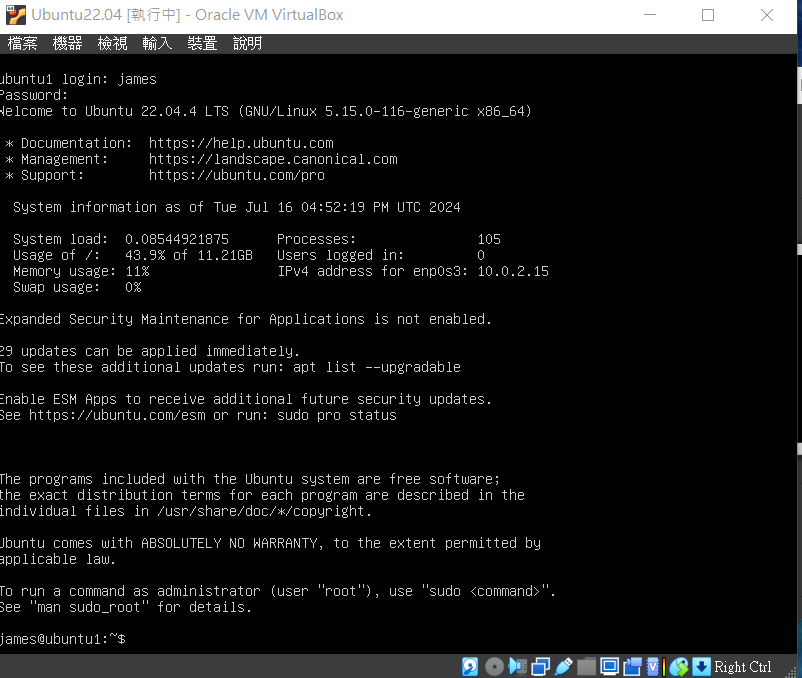 Ubuntu22.04 [執行中] - Oracle VM VirtualBox
檔案 機器 檢視 輸入 裝置 說明
ubuntu1 login: james
Password:
Welcome to Ubuntu 22.04.4 LTS (GNU/Linux 5.15.0-116-generic x86_64)
* Documentation: https://help.ubuntu.com
* Management: https://landscape.canonical.com
* Support: https://ubuntu.com/pro
System information as of Tue Jul 16 04:52:19 PM UTC 2024
System load: 0.08544921875 Processes: 105
Usage of /: 43.9% of 11.21GB Users logged in: 0
Memory usage: 11% IPv4 address for enp0s3: 10.0.2.15
Swap usage: 0%
Expanded Security Maintenance for Applications is not enabled.
29 updates can be applied immediately.
To see these additional updates run: apt list --upgradable
Enable ESM Apps to receive additional future security updates.
See https://ubuntu.com/esm or run: sudo pro status
The programs included with the Ubuntu system are free software;
the exact distribution terms for each program are described in the
individual files in /usr/share/doc/*/copyright.
Ubuntu comes with ABSOLUTELY NO WARRANTY, to the extent permitted by
applicable law.
To run a command as administrator (user "root"), use "sudo <command>".
See "man sudo_root" for details.
james@ubuntu1:~$
Right Ctrl